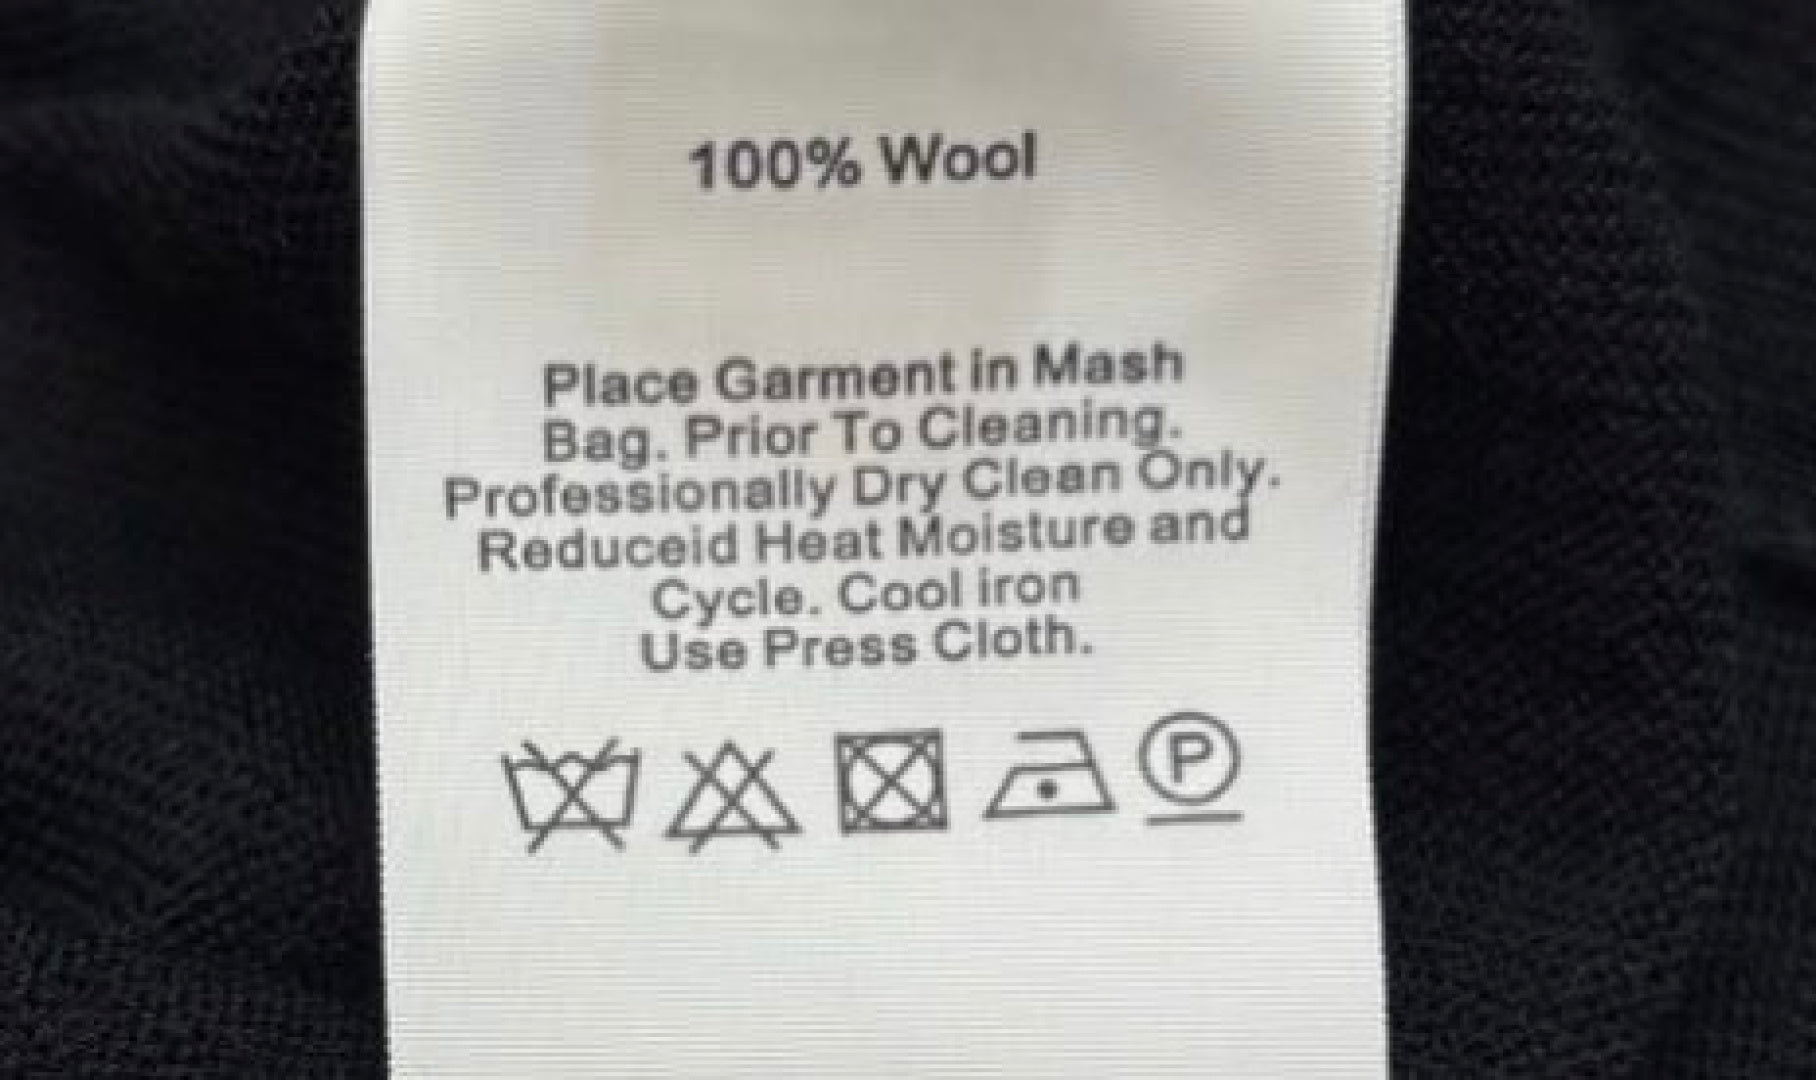 100% Wool
Place Garment in Mash
Bag. Prior To Cleaning.
Professionally Dry Clean Only.
Reduceid Heat Moisture and
Cycle. Cool iron
Use Press Cloth.
P